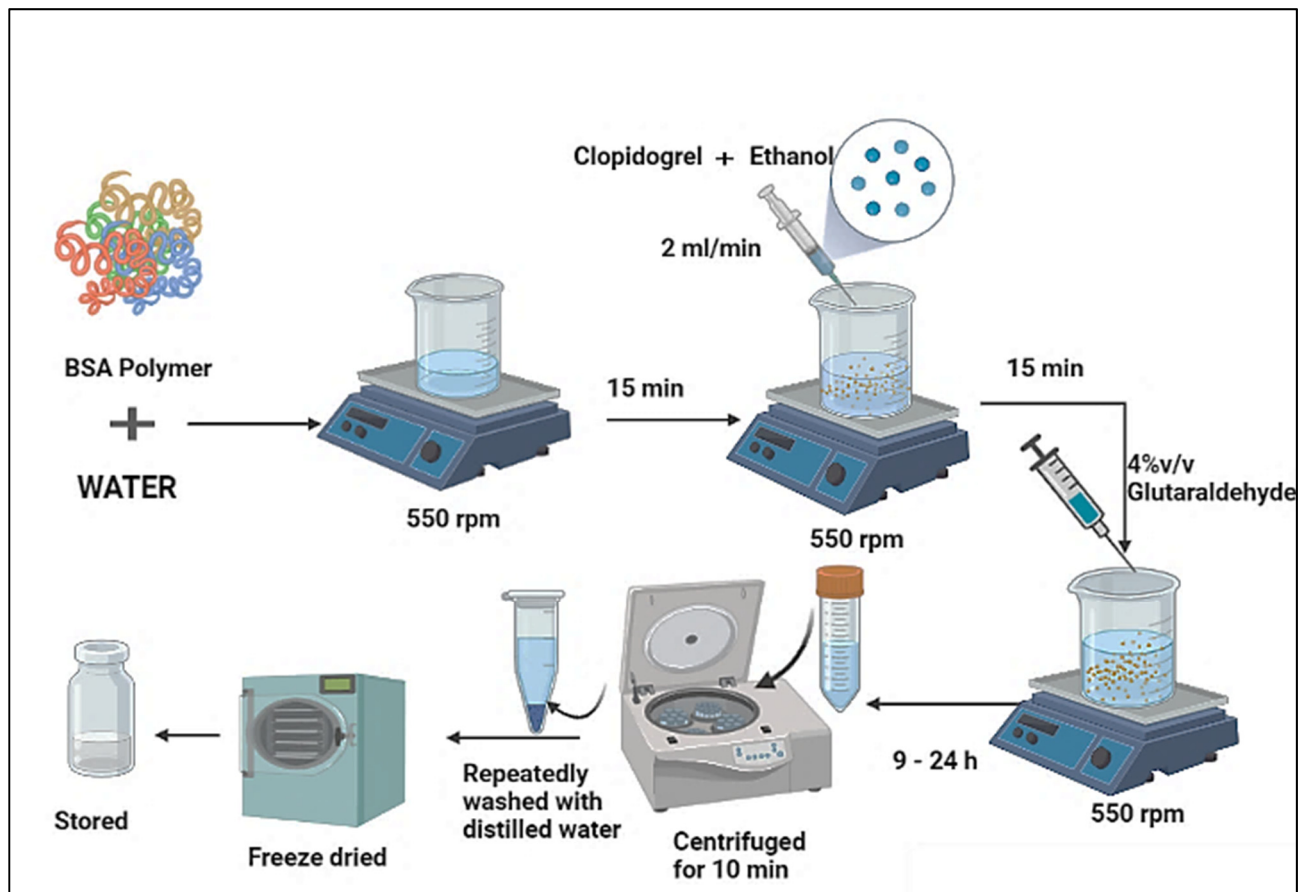 Clopidogrel + Ethanol
2 ml/min
BSA Polymer
+
WATER
15 min
15 min
550 rpm
550 rpm
4%v/v
Glutaraldehyde
550 rpm
9 - 24 h
Centrifuged
for 10 min
Repeatedly
washed with
distilled water
Freeze dried
Stored